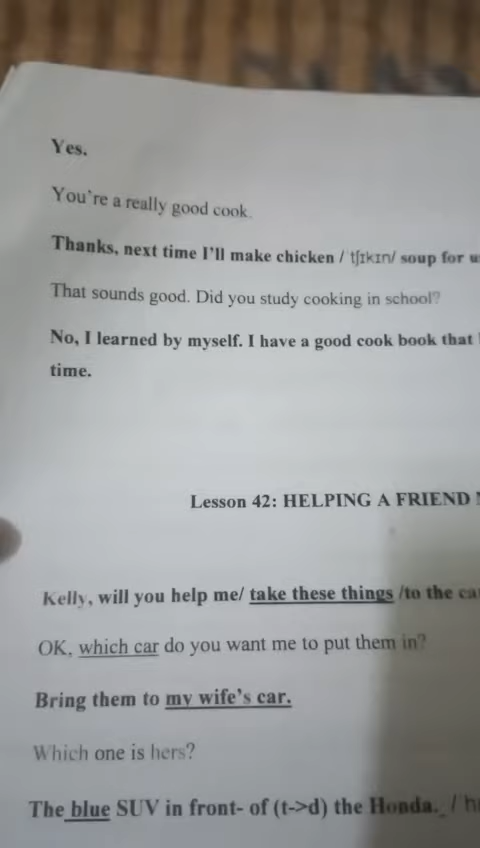 Yes.
You're a really good cook.
Thanks, next time I'll make chicken /ˈtʃɪkɪn/ soup for
That sounds good. Did you study cooking in school?
No, I learned by myself. I have a good cook book that
time.
Lesson 42: HELPING A FRIEND
Kelly, will you help me/ take these things /to the
OK, which car do you want me to put them in?
Bring them to my wife's car.
Which one is hers?
The blue SUV in front- of (t->d) the Honda.